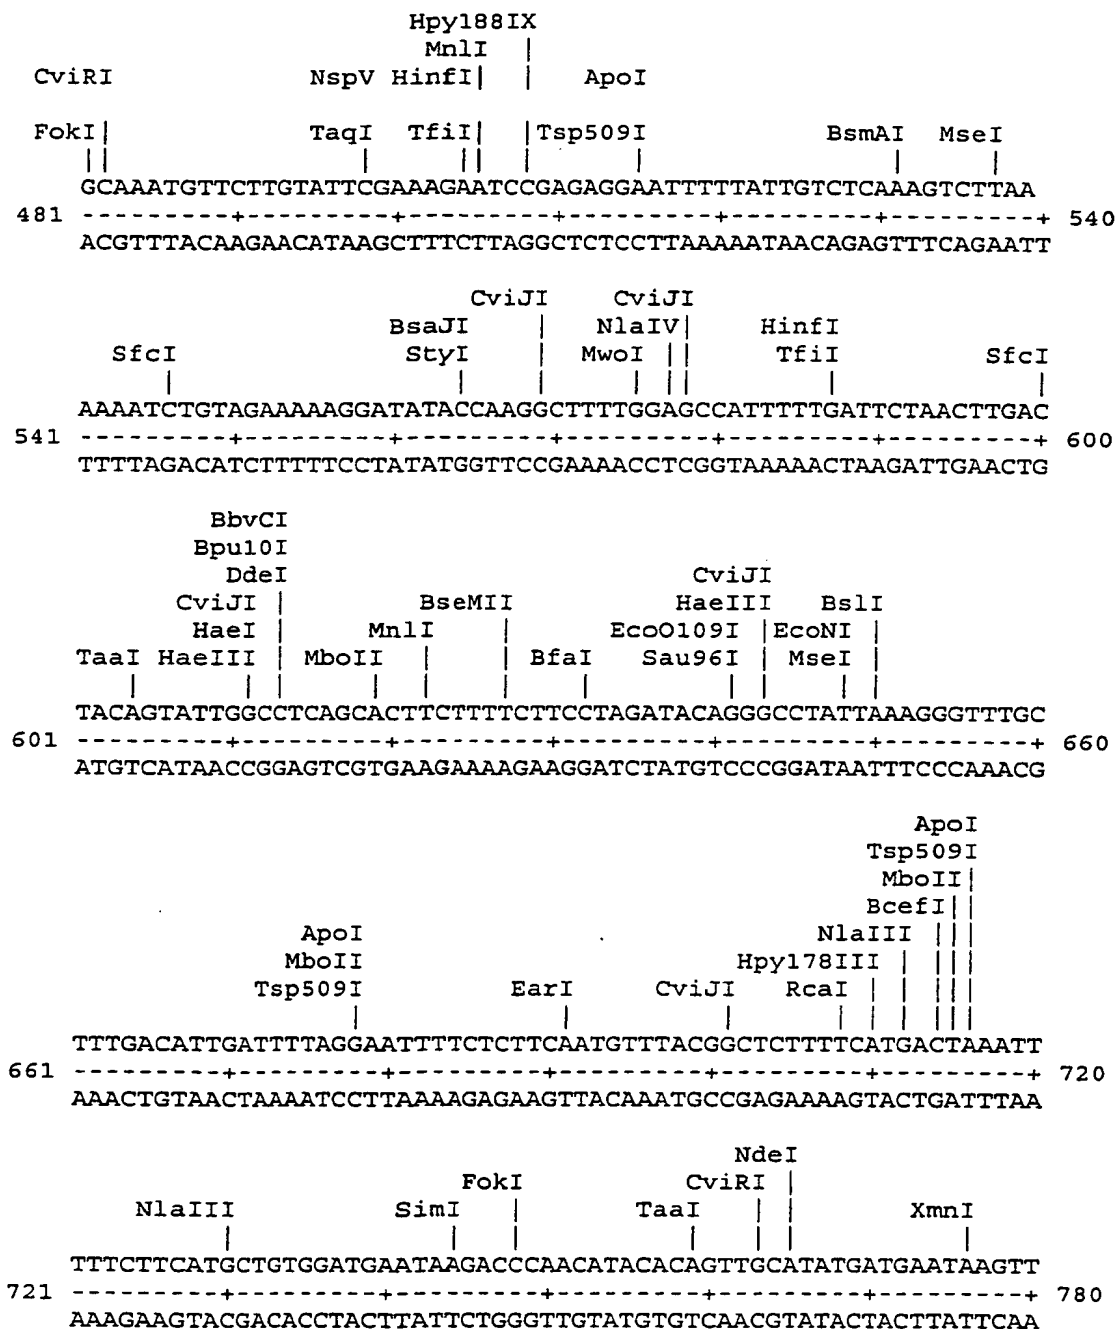 Hpy188IX
MnlI |
CviRI NspV HinfI| | ApoI
FokI| TaqI TfiI| |Tsp509I BsmAI MseI
|| | || | | | |
GCAAATGTTCTTGTATTCGAAAGAATCCGAGAGGAATTTTTATTGTCTCAAAGTCTTAA
481 ---------+---------+---------+---------+---------+---------+ 540
ACGTTTACAAGAACATAAGCTTTCTTAGGCTCTCCTTAAAAATAACAGAGTTTCAGAATT
CviJI CviJI
BsaJI | NlaIV| HinfI
SfcI StyI | MwoI || TfiI SfcI
| | | | || | |
AAAATCTGTAGAAAAAGGATATACCAAGGCTTTTGGAGCCATTTTTGATTCTAACTTGAC
541 ---------+---------+---------+---------+---------+---------+ 600
TTTTAGACATCTTTTTCCTATATGGTTCCGAAAACCTCGGTAAAAACTAAGATTGAACTG
BbvCI
Bpu10I
DdeI CviJI
CviJI | BseMII HaeIII| BslI
HaeI | MnlI | EcoO109I |EcoNI |
TaaI HaeIII | MboII | | BfaI Sau96I | MseI |
| | | | | | | | | | |
TACAGTATTGGCCTCAGCACTTCTTTTCTTCCTAGATACAGGGCCTATTAAAGGGTTTGC
601 ---------+---------+---------+---------+---------+---------+ 660
ATGTCATAACCGGAGTCGTGAAGAAAAGAAGGATCTATGTCCCGGATAATTTCCCAAACG
ApoI
Tsp509I
MboII|
BcefI||
ApoI NlaIII |||
MboII Hpy178III | |||
Tsp509I EarI CviJI RcaI | | |||
| | | | | | |||
TTTGACATTGATTTTAGGAATTTTCTCTTCAATGTTTACGGCTCTTTTCATGACTAAATT
661 ---------+---------+---------+---------+---------+---------+ 720
AAACTGTAACTAAAATCCTTAAAAGAGAAGTTACAAATGCCGAGAAAAGTACTGATTTAA
NdeI
FokI CviRI |
NlaIII SimI | TaaI | | XmnI
| | | | | | |
TTTCTTCATGCTGTGGATGAATAAGACCCAACATACACAGTTGCATATGATGAATAAGTT
721 ---------+---------+---------+---------+---------+---------+ 780
AAAGAAGTACGACACCTACTTATTCTGGGTTGTATGTGTCAACGTATACTACTTATTCAA